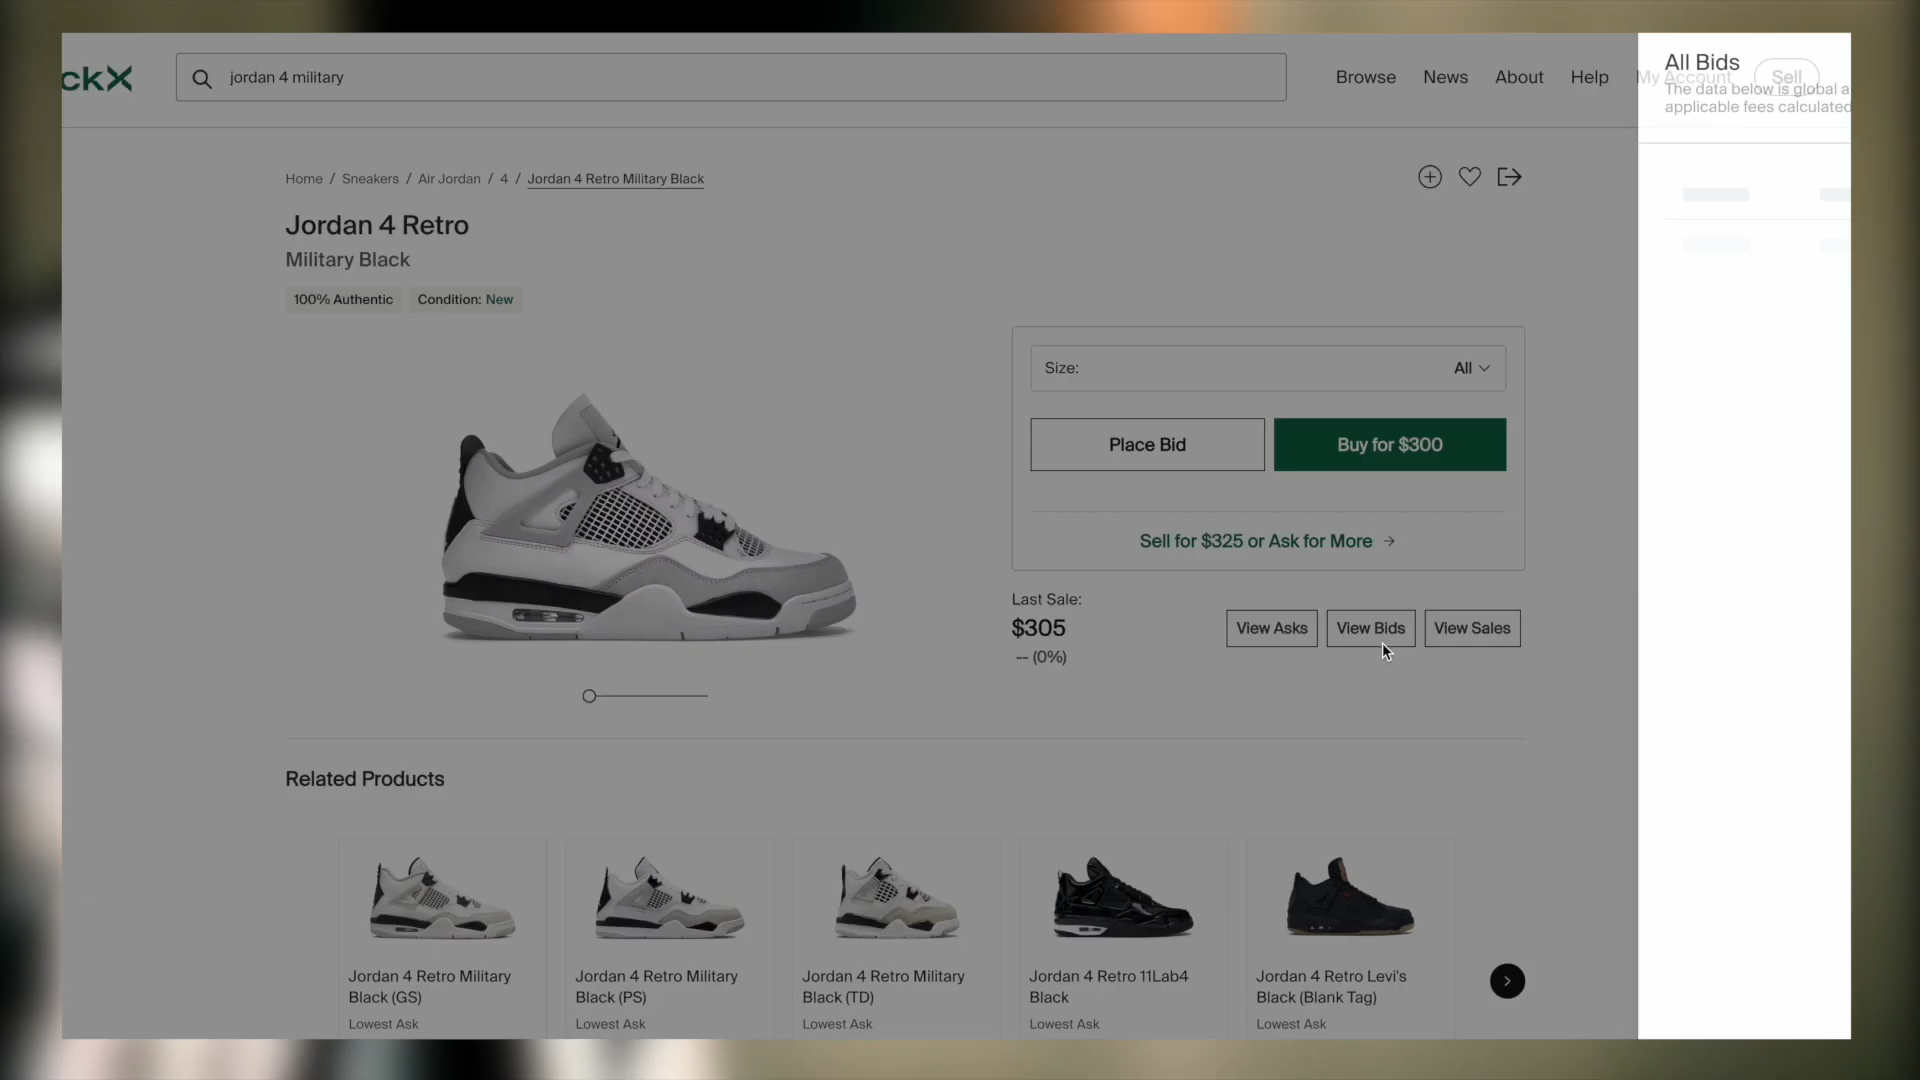 ckX
jordan 4 military
Browse
News
About
Help
My Account
Sell
All Bids
The data below is global a
applicable fees calculated
Home / Sneakers / Air Jordan / 4 / Jordan 4 Retro Military Black
Jordan 4 Retro
Military Black
100% Authentic
Condition: New
Size:
All
Place Bid
Buy for $300
Sell for $325 or Ask for More
Last Sale:
$305
-- (0%)
View Asks
View Bids
View Sales
Related Products
Jordan 4 Retro Military
Black (GS)
Lowest Ask
Jordan 4 Retro Military
Black (PS)
Lowest Ask
Jordan 4 Retro Military
Black (TD)
Lowest Ask
Jordan 4 Retro 11Lab4
Black
Lowest Ask
Jordan 4 Retro Levi's
Black (Blank Tag)
Lowest Ask